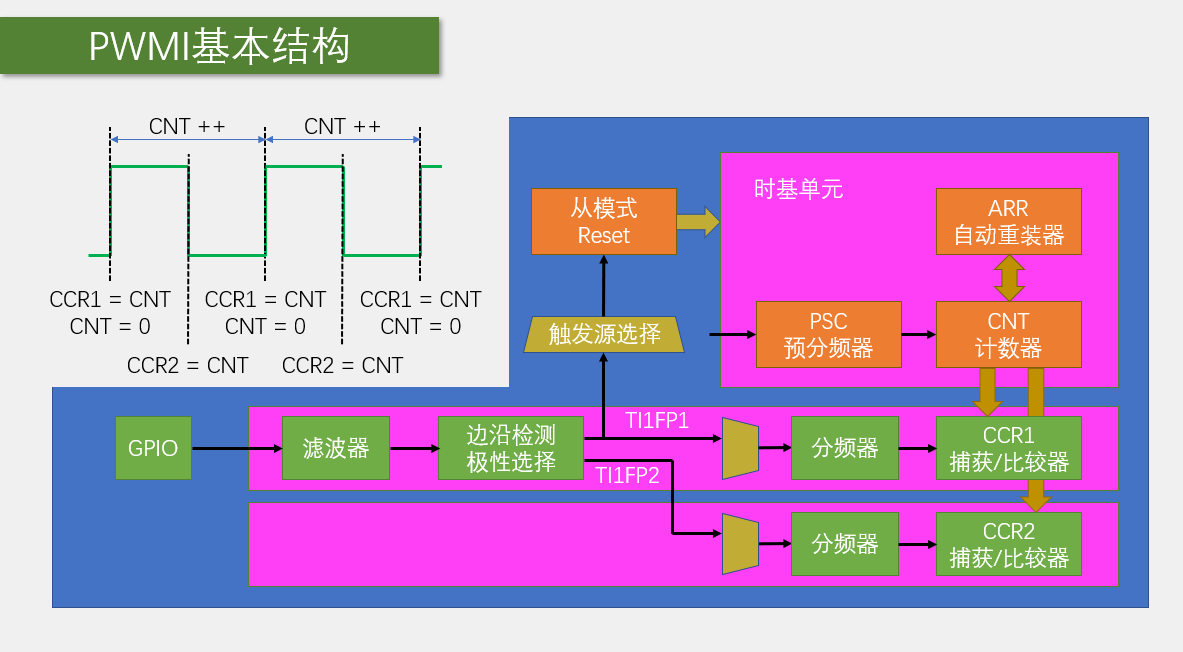 PWMI基本结构
CNT ++
CNT ++
CCR1 = CNT
CNT = 0
CCR1 = CNT
CNT = 0
CCR1 = CNT
CNT = 0
CCR2 = CNT
CCR2 = CNT
从模式
Reset
时基单元
ARR
自动重装器
触发源选择
PSC
预分频器
CNT
计数器
GPIO
滤波器
边沿检测
极性选择
TI1FP1
TI1FP2
分频器
CCR1
捕获/比较器
分频器
CCR2
捕获/比较器